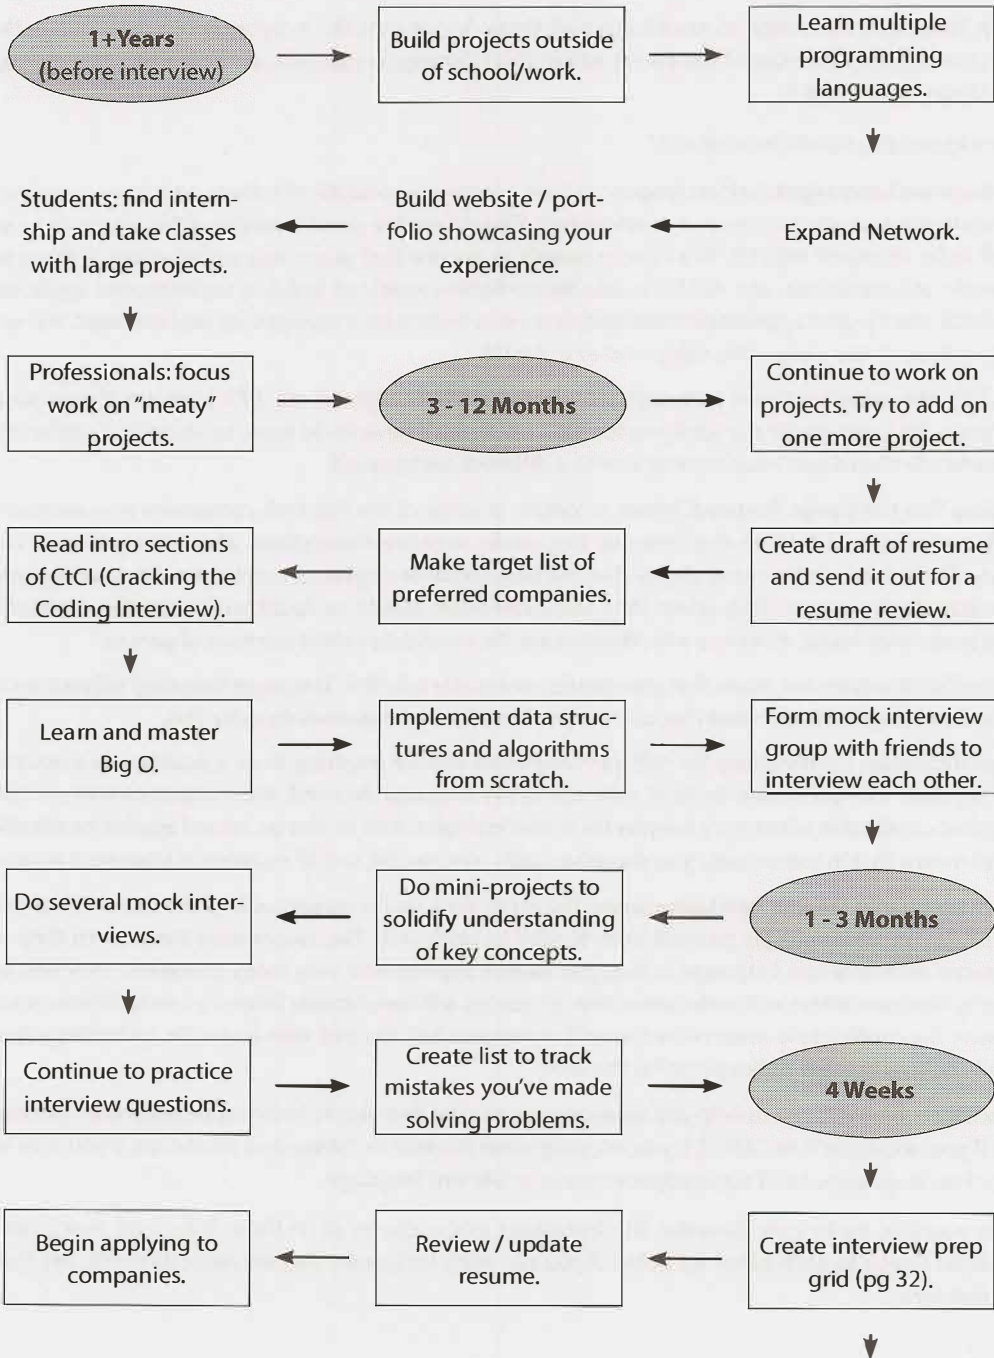 1+Years
(before interview)
Build projects outside
of school/work.
Learn multiple
programming
languages.
Expand Network.
Build website / port-
folio showcasing your
experience.
Students: find intern-
ship and take classes
with large projects.
Professionals: focus
work on "meaty"
projects.
3 - 12 Months
Continue to work on
projects. Try to add on
one more project.
Create draft of resume
and send it out for a
resume review.
Make target list of
preferred companies.
Read intro sections
of CtCI (Cracking the
Coding Interview).
Learn and master
Big O.
Implement data struc-
tures and algorithms
from scratch.
Form mock interview
group with friends to
interview each other.
1 - 3 Months
Do mini-projects to
solidify understanding
of key concepts.
Do several mock inter-
views.
Continue to practice
interview questions.
Create list to track
mistakes you've made
solving problems.
4 Weeks
Create interview prep
grid (pg 32).
Review / update
resume.
Begin applying to
companies.